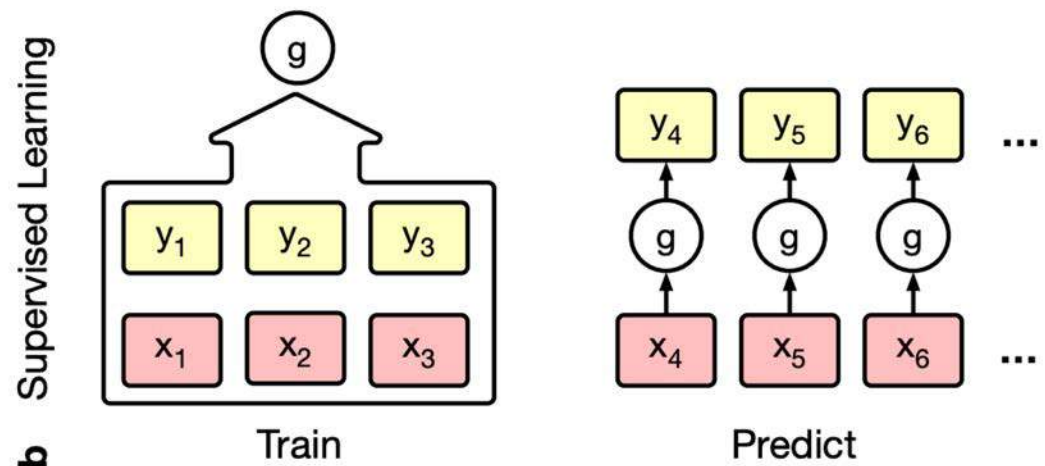 Supervised Learning
g
y₄ y₅ y₆ ...
y₁ y₂ y₃
g g g
x₁ x₂ x₃
x₄ x₅ x₆ ...
Train
Predict
b